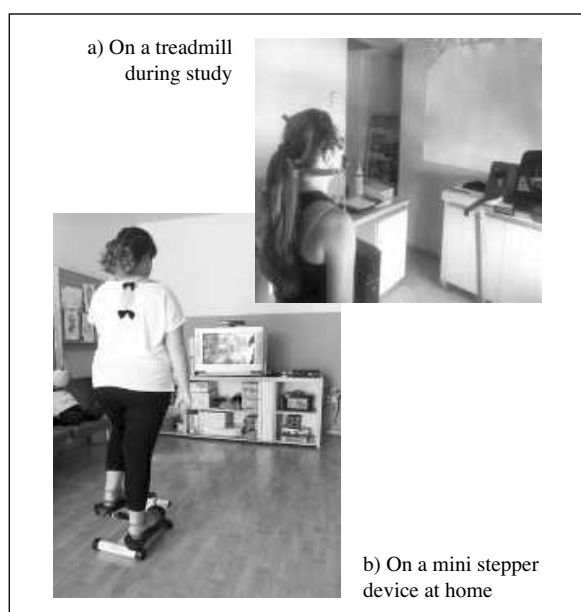 a) On a treadmill
during study
b) On a mini stepper
device at home